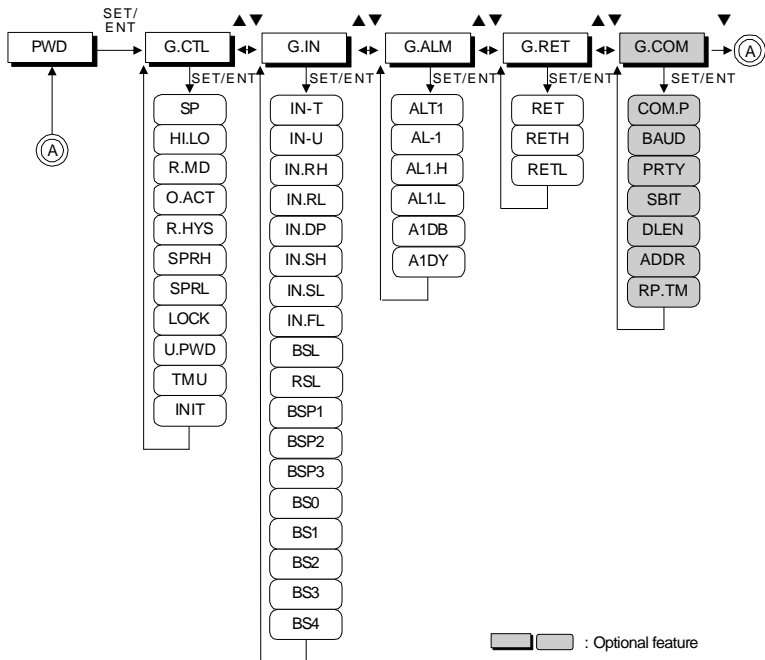 SET/
ENT
▲▼ ▲▼ ▲▼ ▲▼ ▼
PWD G.CTL G.IN G.ALM G.RET G.COM A
SET/ENT SET/ENT SET/ENT SET/ENT SET/ENT
A
SP
HI.LO
R.MD
O.ACT
R.HYS
SPRH
SPRL
LOCK
U.PWD
TMU
INIT
IN-T
IN-U
IN.RH
IN.RL
IN.DP
IN.SH
IN.SL
IN.FL
BSL
RSL
BSP1
BSP2
BSP3
BS0
BS1
BS2
BS3
BS4
ALT1
AL-1
AL1.H
AL1.L
A1DB
A1DY
RET
RETH
RETL
COM.P
BAUD
PRTY
SBIT
DLEN
ADDR
RP.TM
: Optional feature